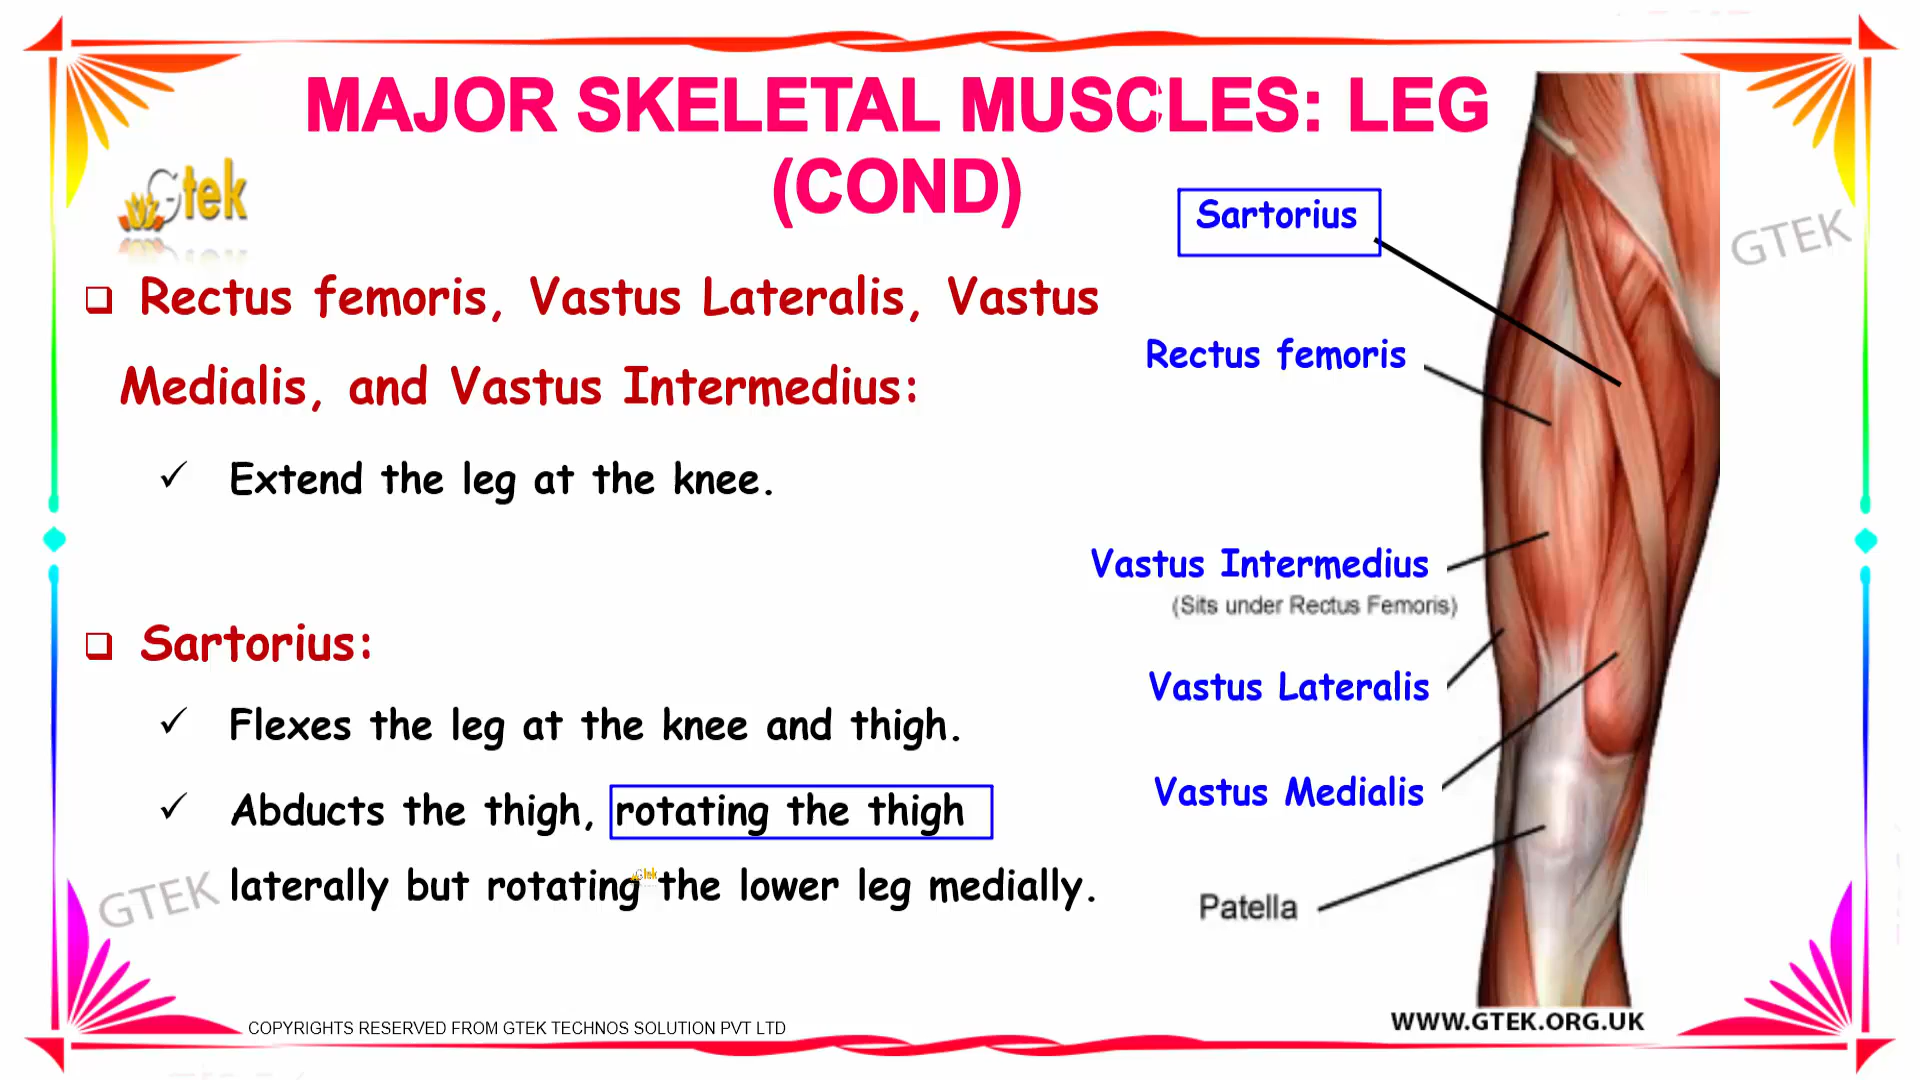 MAJOR SKELETAL MUSCLES: LEG
(COND)
Gtek
Sartorius
GTEK
Rectus femoris, Vastus Lateralis, Vastus
Medialis, and Vastus Intermedius:
Rectus femoris
Extend the leg at the knee.
Vastus Intermedius
(Sits under Rectus Femoris)
Sartorius:
Vastus Lateralis
Flexes the leg at the knee and thigh.
Vastus Medialis
Abducts the thigh, rotating the thigh
laterally but rotating the lower leg medially.
Gtek
GTEK
Patella
COPYRIGHTS RESERVED FROM GTEK TECHNOS SOLUTION PVT LTD
WWW.GTEK.ORG.UK